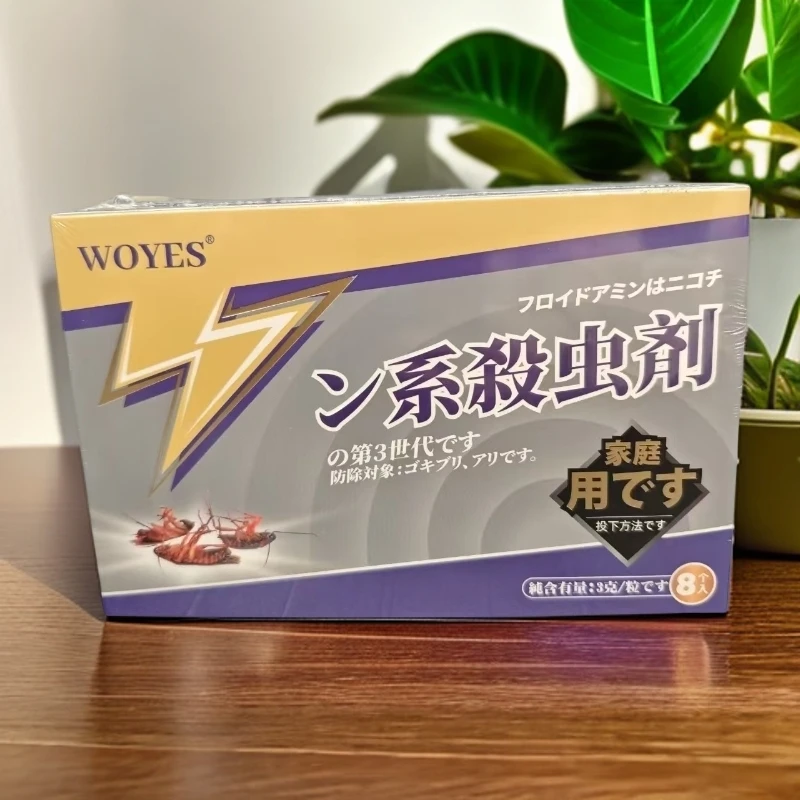 WOYES®
フロイドアミンはニコチ
ン系殺虫剤
の第3世代です
防除対象:ゴキブリ、アリです。
家庭
用です
投下方法です
純含有量:3克/粒です
8个入